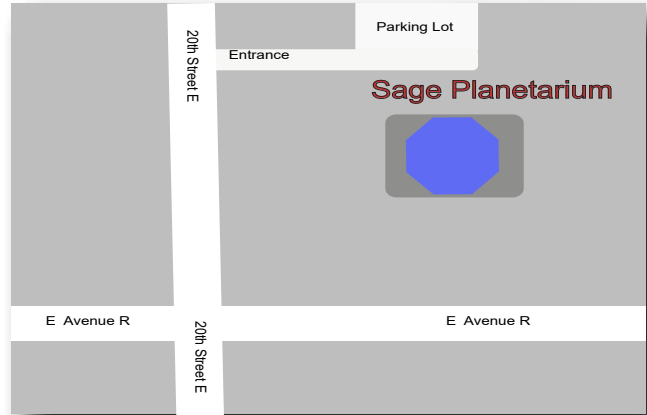 Parking Lot
20th Street E
Entrance
Sage Planetarium
E Avenue R
E Avenue R
20th Street E